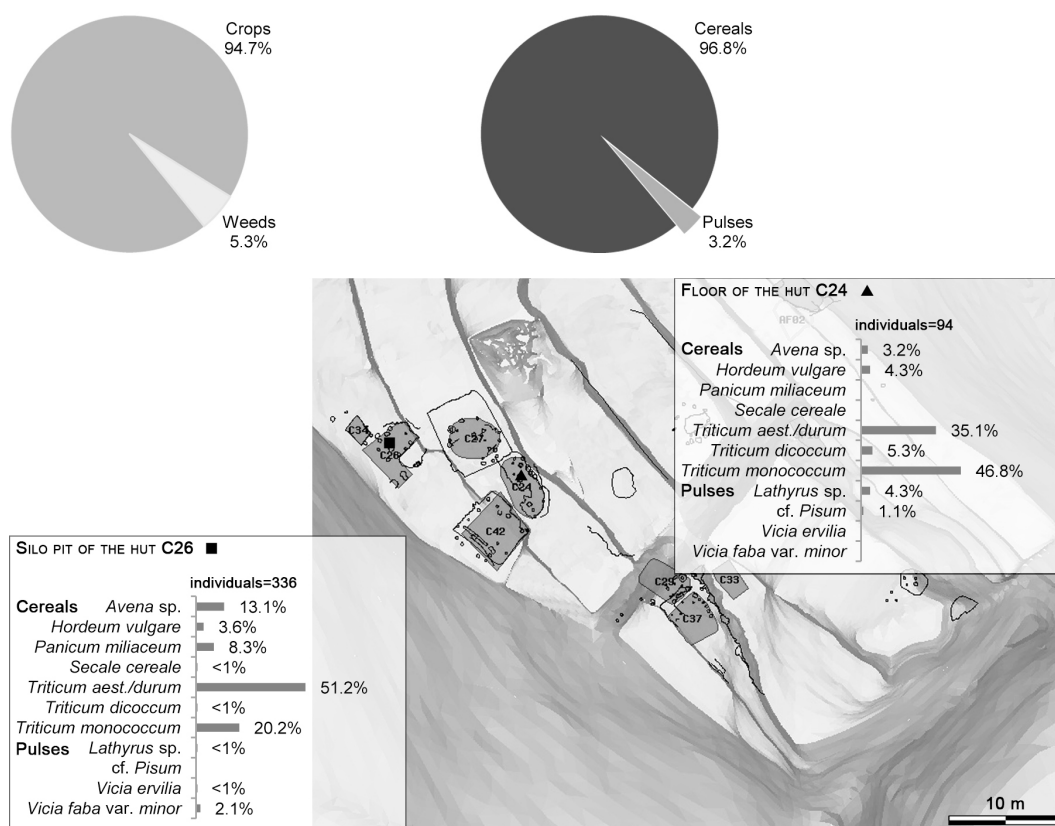 Crops
94.7%
Weeds
5.3%
Cereals
96.8%
Pulses
3.2%
FLOOR OF THE HUT C24
AF82
individuals=94
Cereals Avena sp. 3.2%
Hordeum vulgare 4.3%
Panicum miliaceum
Secale cereale
Triticum aest./durum 35.1%
Triticum dicoccum 5.3%
Triticum monococcum 46.8%
Pulses Lathyrus sp. 4.3%
cf. Pisum 1.1%
Vicia ervilia
Vicia faba var. minor
C34
C26
C27
C24
C42
C29
C33
C37
SILO PIT OF THE HUT C26
individuals=336
Cereals Avena sp. 13.1%
Hordeum vulgare 3.6%
Panicum miliaceum 8.3%
Secale cereale <1%
Triticum aest./durum 51.2%
Triticum dicoccum <1%
Triticum monococcum 20.2%
Pulses Lathyrus sp. <1%
cf. Pisum
Vicia ervilia <1%
Vicia faba var. minor 2.1%
10 m